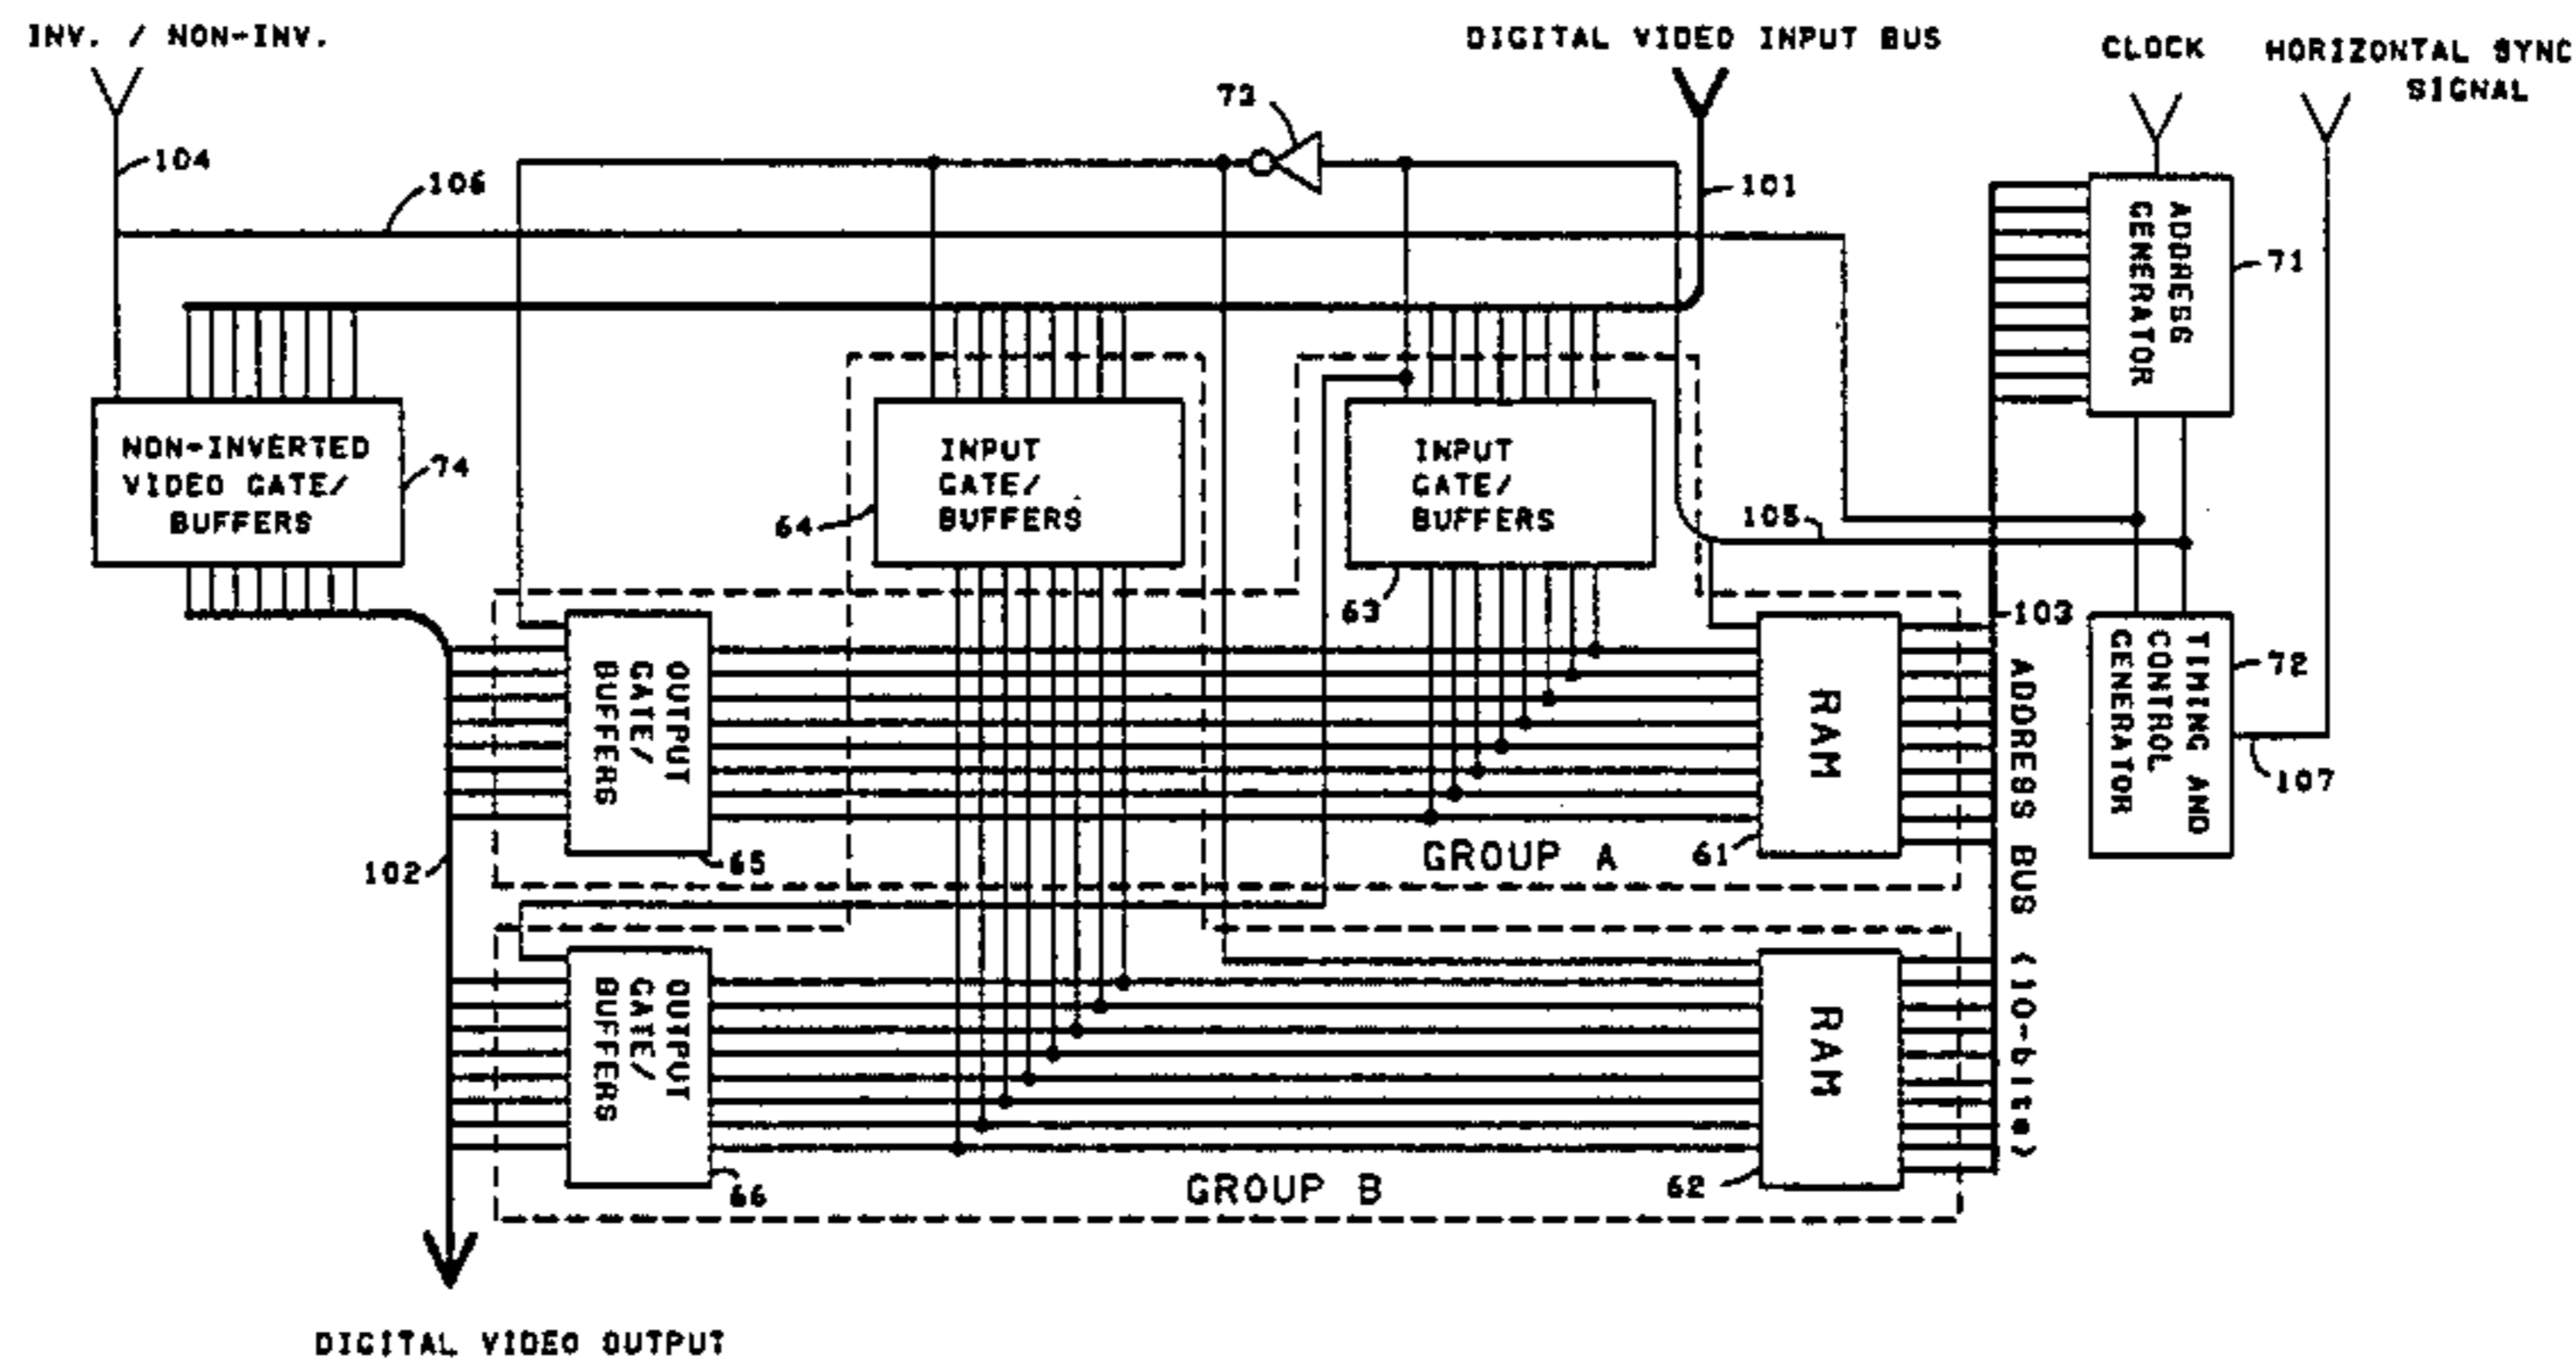 INV. / NON-INV.
DIGITAL VIDEO INPUT BUS
CLOCK
HORIZONTAL SYNC
SIGNAL
73
104
106
101
ADDRESS
GENERATOR
71
NON-INVERTED
VIDEO GATE/
BUFFERS
74
INPUT
GATE/
BUFFERS
64
INPUT
GATE/
BUFFERS
63
105
103
OUTPUT
GATE/
BUFFERS
65
RAM
61
GROUP A
TIMING AND
CONTROL
GENERATOR
72
107
102
ADDRESS BUS (10-bits)
OUTPUT
GATE/
BUFFERS
66
RAM
62
GROUP B
DIGITAL VIDEO OUTPUT